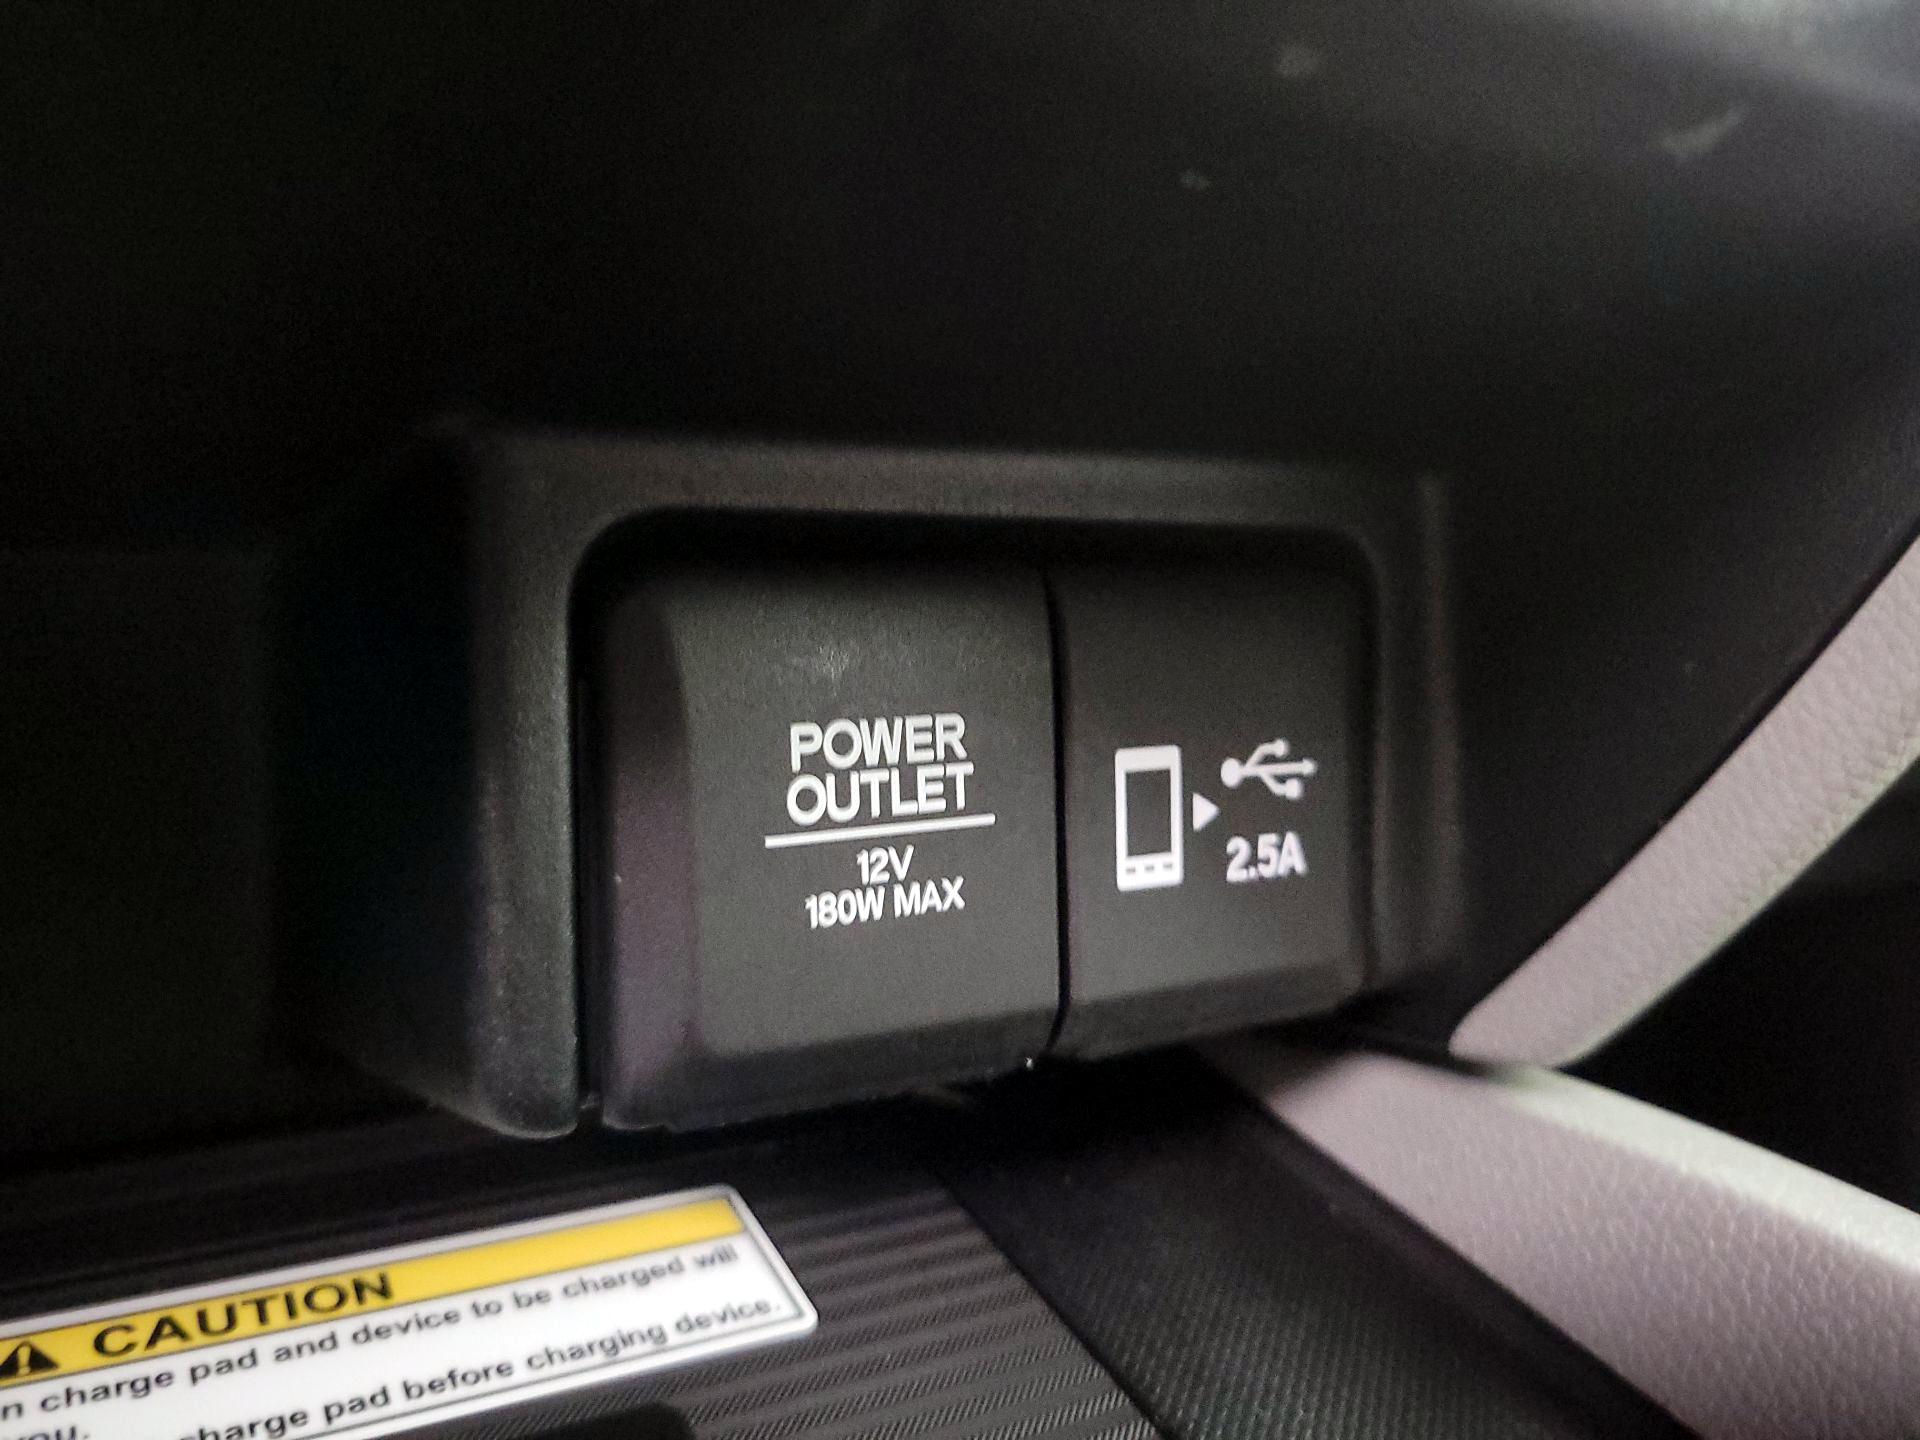 POWER
OUTLET
12V
180W MAX
2.5A
CAUTION
charge pad and device to be charged will
you.
charge pad before charging device.